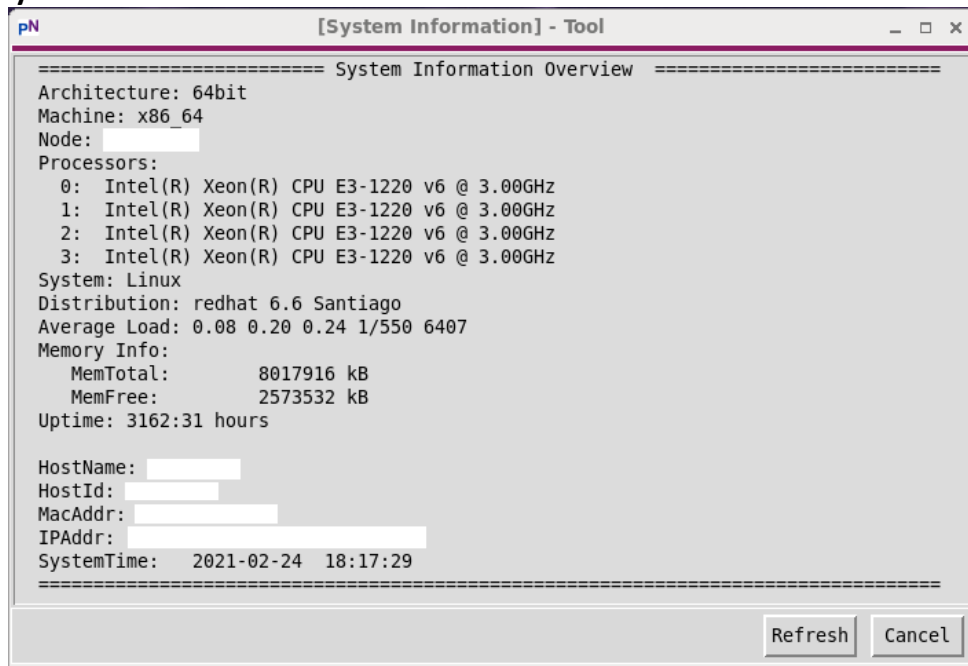 pN [System Information] - Tool
========================== System Information Overview ==========================
Architecture: 64bit
Machine: x86_64
Node:
Processors:
0: Intel(R) Xeon(R) CPU E3-1220 v6 @ 3.00GHz
1: Intel(R) Xeon(R) CPU E3-1220 v6 @ 3.00GHz
2: Intel(R) Xeon(R) CPU E3-1220 v6 @ 3.00GHz
3: Intel(R) Xeon(R) CPU E3-1220 v6 @ 3.00GHz
System: Linux
Distribution: redhat 6.6 Santiago
Average Load: 0.08 0.20 0.24 1/550 6407
Memory Info:
MemTotal: 8017916 kB
MemFree: 2573532 kB
Uptime: 3162:31 hours
HostName:
HostId:
MacAddr:
IPAddr:
SystemTime: 2021-02-24 18:17:29
==================================================================================
Refresh Cancel